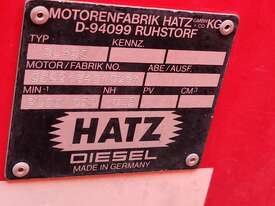 MOTORENFABRIK HATZ GMBH + CO KG
D-94099 RUHSTORF
TYP KENNZ.
MOTOR / FABRIK NO. ABE / AUSF.
MIN⁻¹ NH PV CM³
HATZ
DIESEL
MADE IN GERMANY